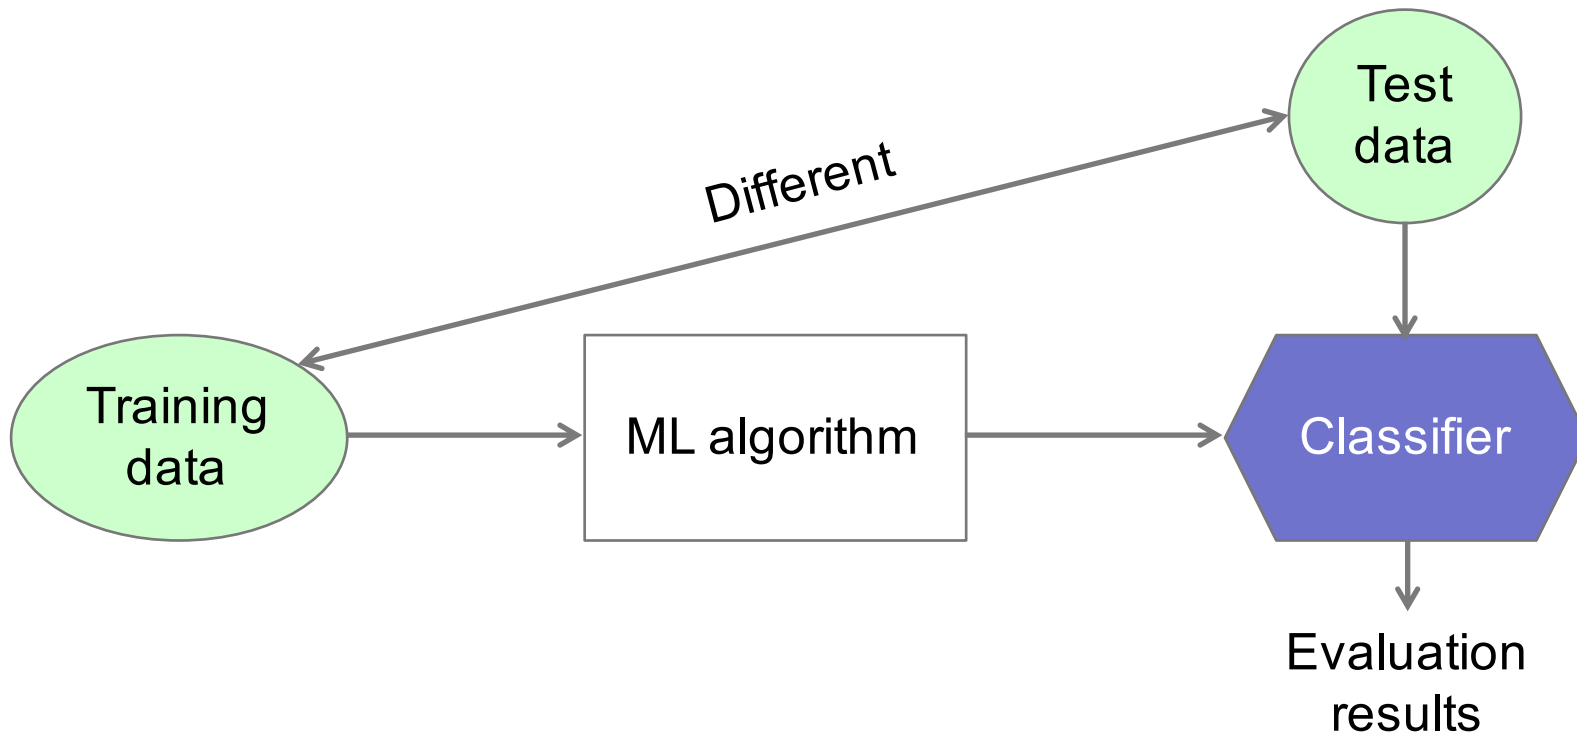 Test
data
Different
Training
data
ML algorithm
Classifier
Evaluation
results